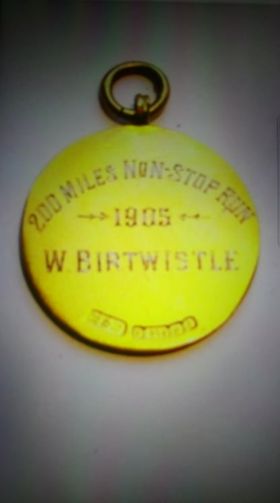 200 MILES NON-STOP RUN
1905
W. BIRTWISTLE